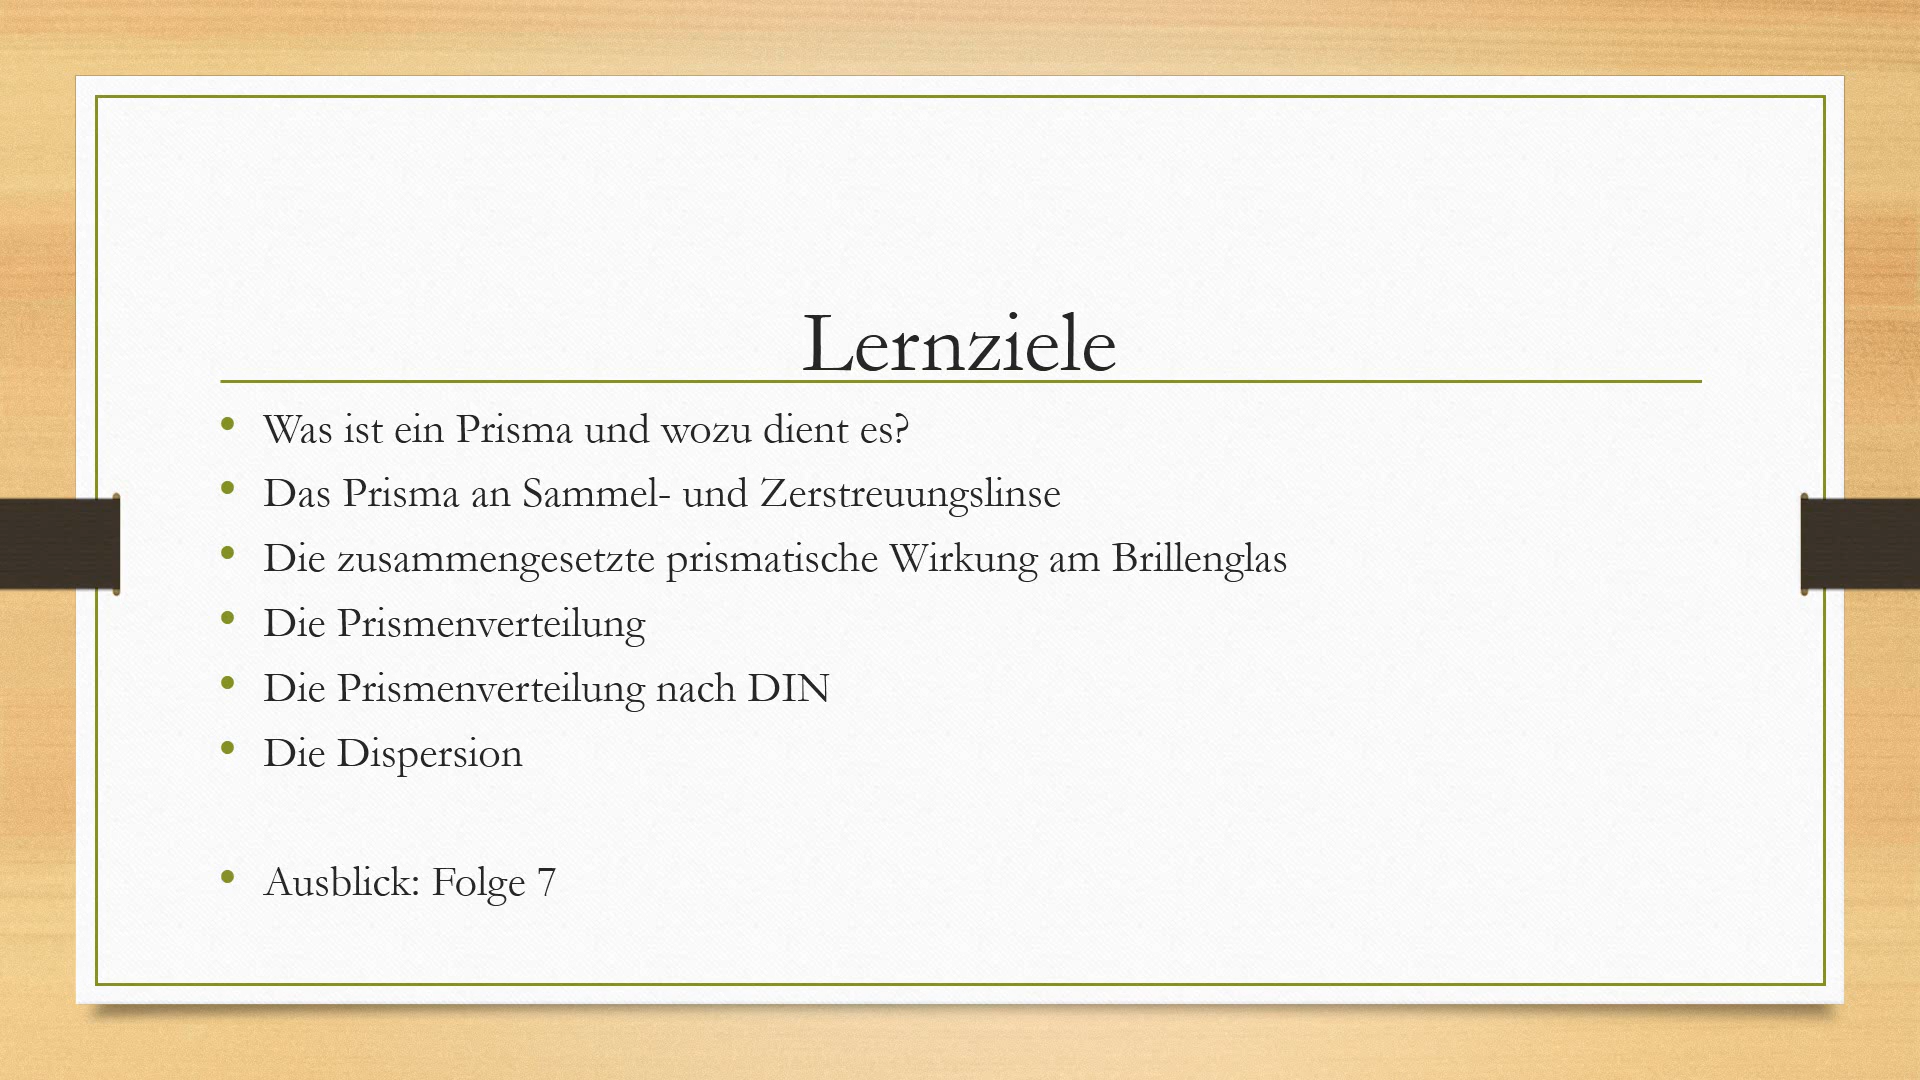 Lernziele
• Was ist ein Prisma und wozu dient es?
• Das Prisma an Sammel- und Zerstreuungslinse
• Die zusammengesetzte prismatische Wirkung am Brillenglas
• Die Prismenverteilung
• Die Prismenverteilung nach DIN
• Die Dispersion
• Ausblick: Folge 7